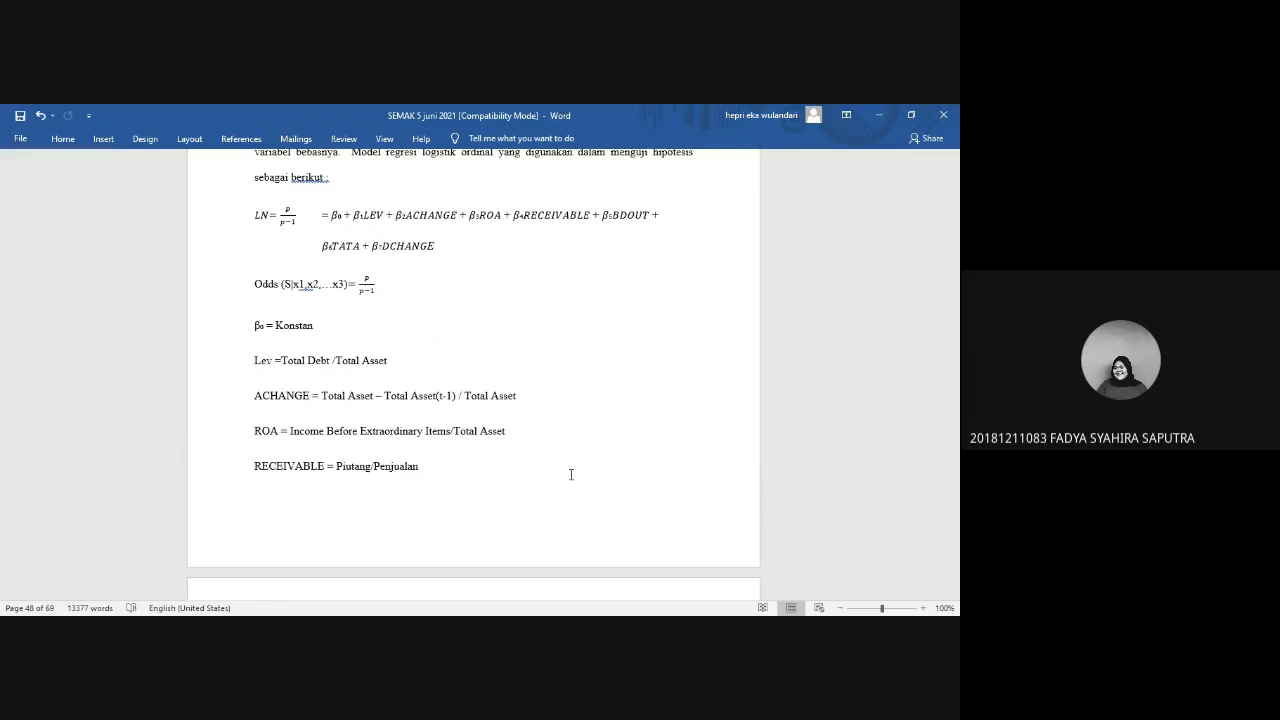 SEMAK 5 juni 2021 [Compatibility Mode] - Word
hepri eka wulandari
File Home Insert Design Layout References Mailings Review View Help Tell me what you want to do Share
variabel bebasnya. Model regresi logistik ordinal yang digunakan dalam menguji hipotesis
sebagai berikut :
LN= p/p−1 = β₀ + β₁LEV + β₂ACHANGE + β₃ROA + β₄RECEIVABLE + β₅BDOUT +
β₆TATA + β₇DCHANGE
Odds (S|x1,x2,…x3)= p/p−1
β₀ = Konstan
Lev =Total Debt /Total Asset
ACHANGE = Total Asset – Total Asset(t-1) / Total Asset
ROA = Income Before Extraordinary Items/Total Asset
RECEIVABLE = Piutang/Penjualan
Page 48 of 69 13377 words English (United States) 100%
20181211083 FADYA SYAHIRA SAPUTRA